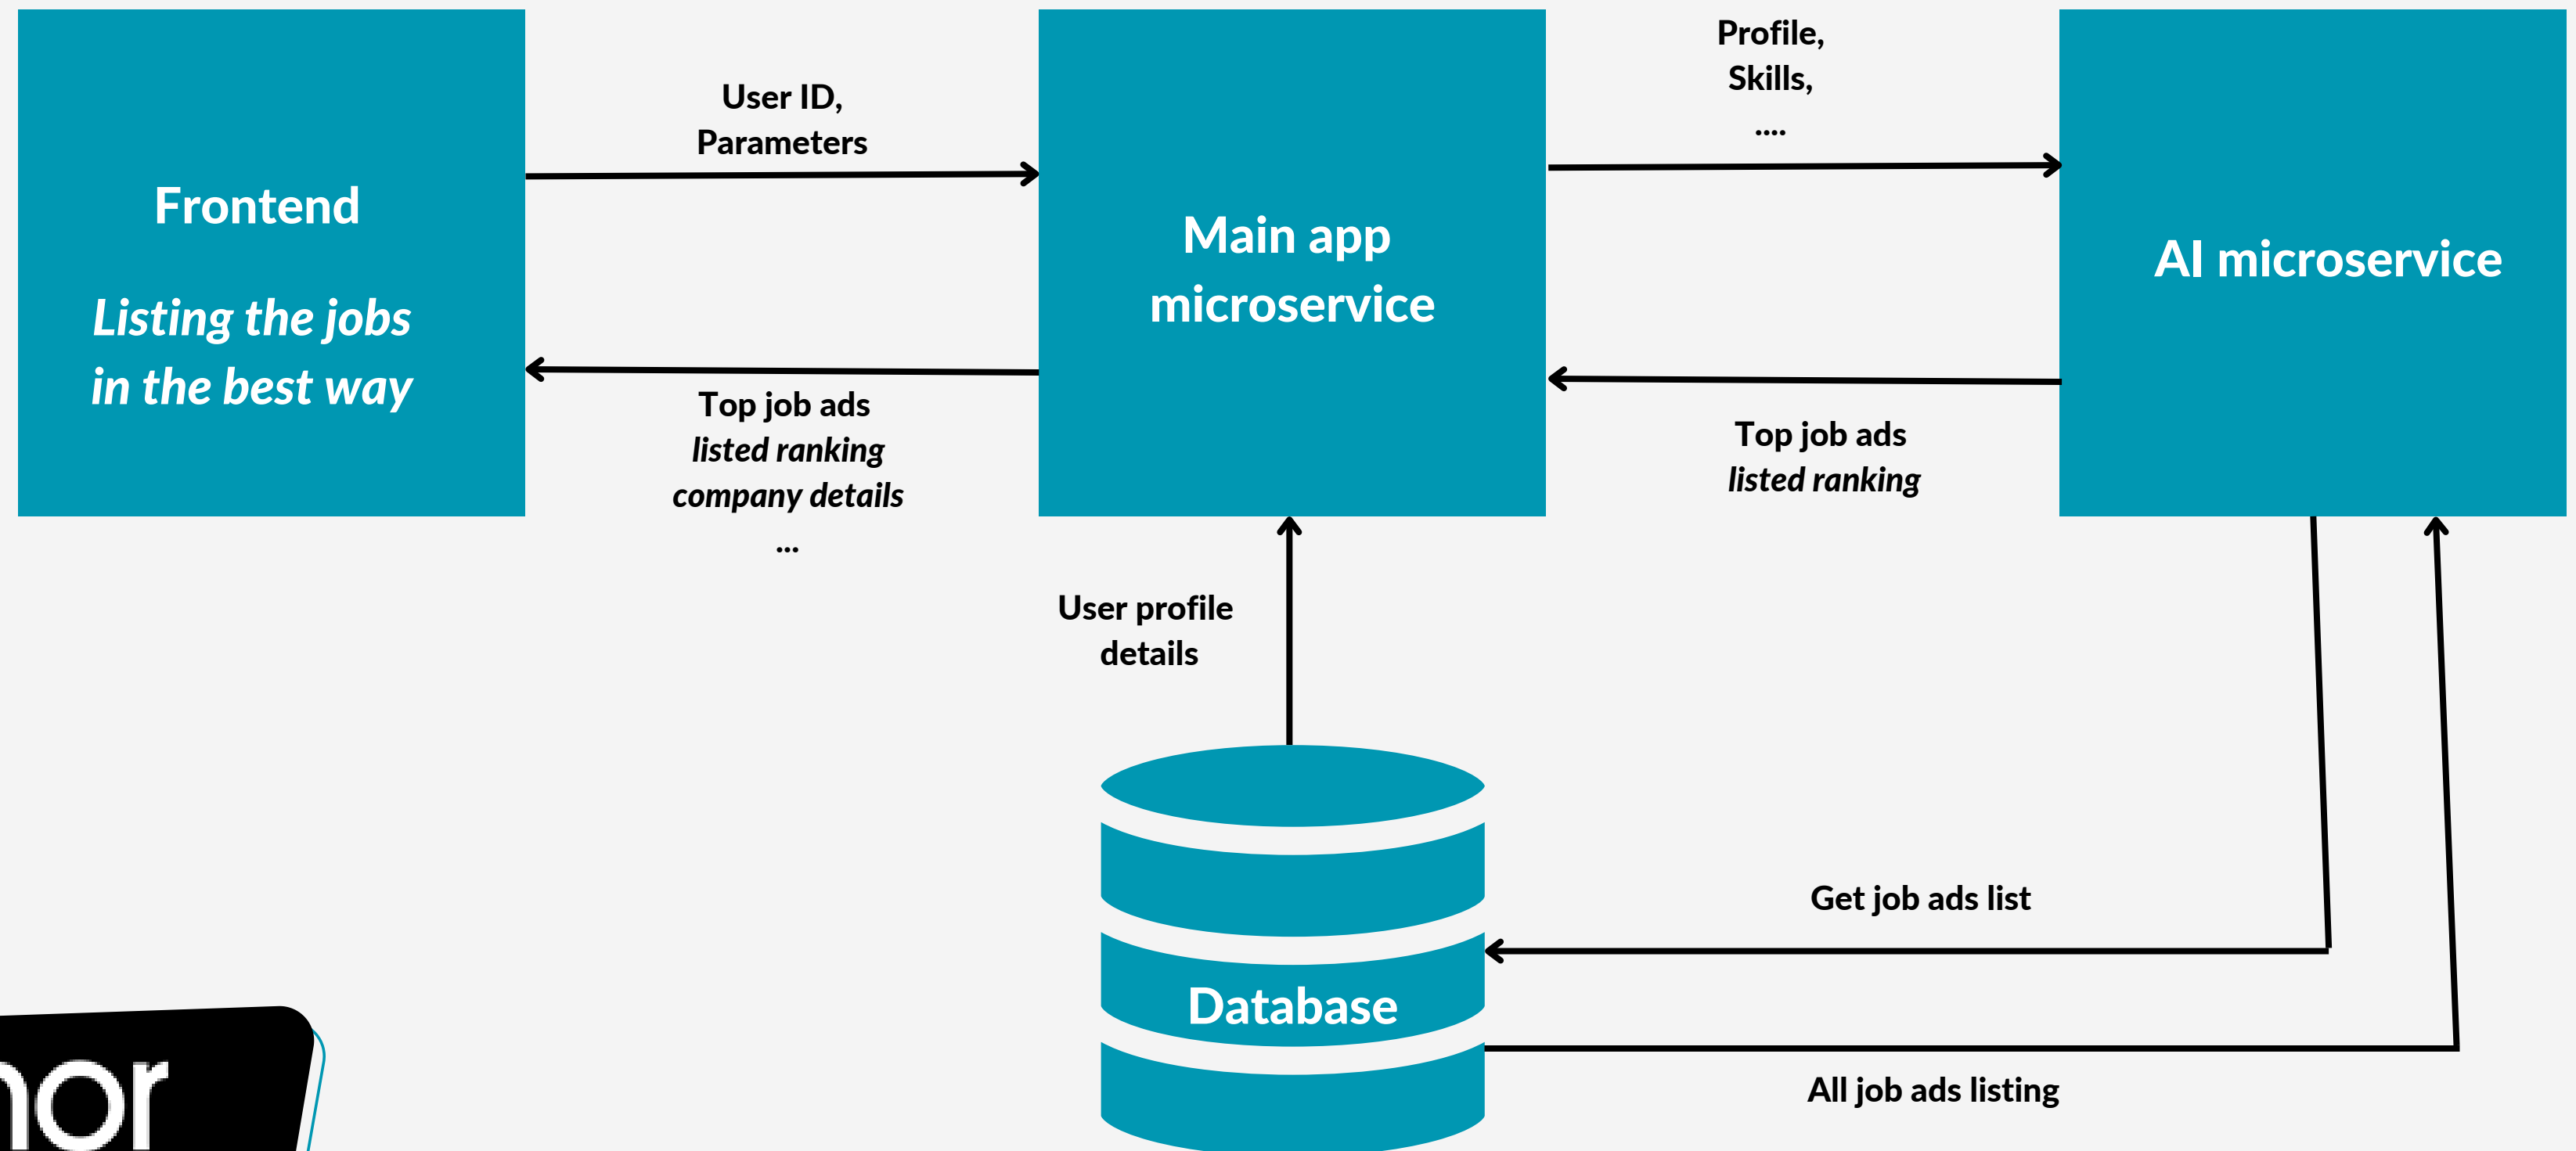 Frontend
Listing the jobs
in the best way
User ID,
Parameters
Top job ads
listed ranking
company details
...
Main app
microservice
Profile,
Skills,
....
Top job ads
listed ranking
AI microservice
User profile
details
Database
Get job ads list
All job ads listing